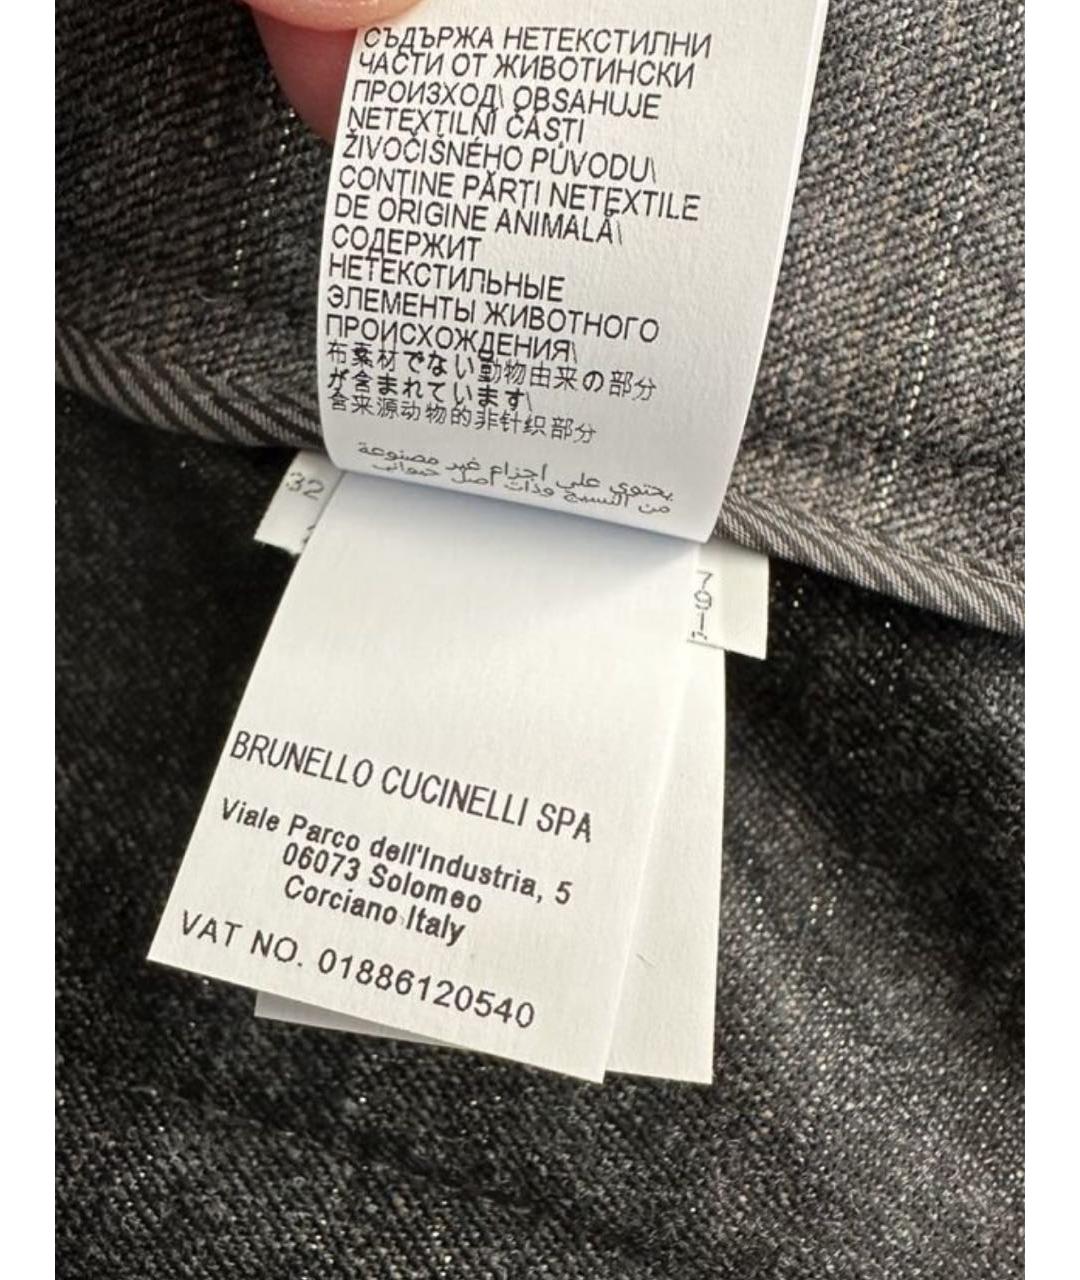 СЪДЪРЖА НЕТЕКСТИЛНИ
ЧАСТИ ОТ ЖИВОТИНСКИ
ПРОИЗХОД\ OBSAHUJE
NETEXTILNÍ ČÁSTI
ŽIVOČIŠNÉHO PŮVODU\
CONȚINE PĂRȚI NETEXTILE
DE ORIGINE ANIMALĂ\
СОДЕРЖИТ
НЕТЕКСТИЛЬНЫЕ
ЭЛЕМЕНТЫ ЖИВОТНОГО
ПРОИСХОЖДЕНИЯ\
布素材でない動物由来の部分
が含まれています\
含来源动物的非针织部分
يحتوي على اجزاء غير مصنوعة
من النسيج وذات اصل حيواني
32
79
BRUNELLO CUCINELLI SPA
Viale Parco dell'Industria, 5
06073 Solomeo
Corciano Italy
VAT NO. 01886120540